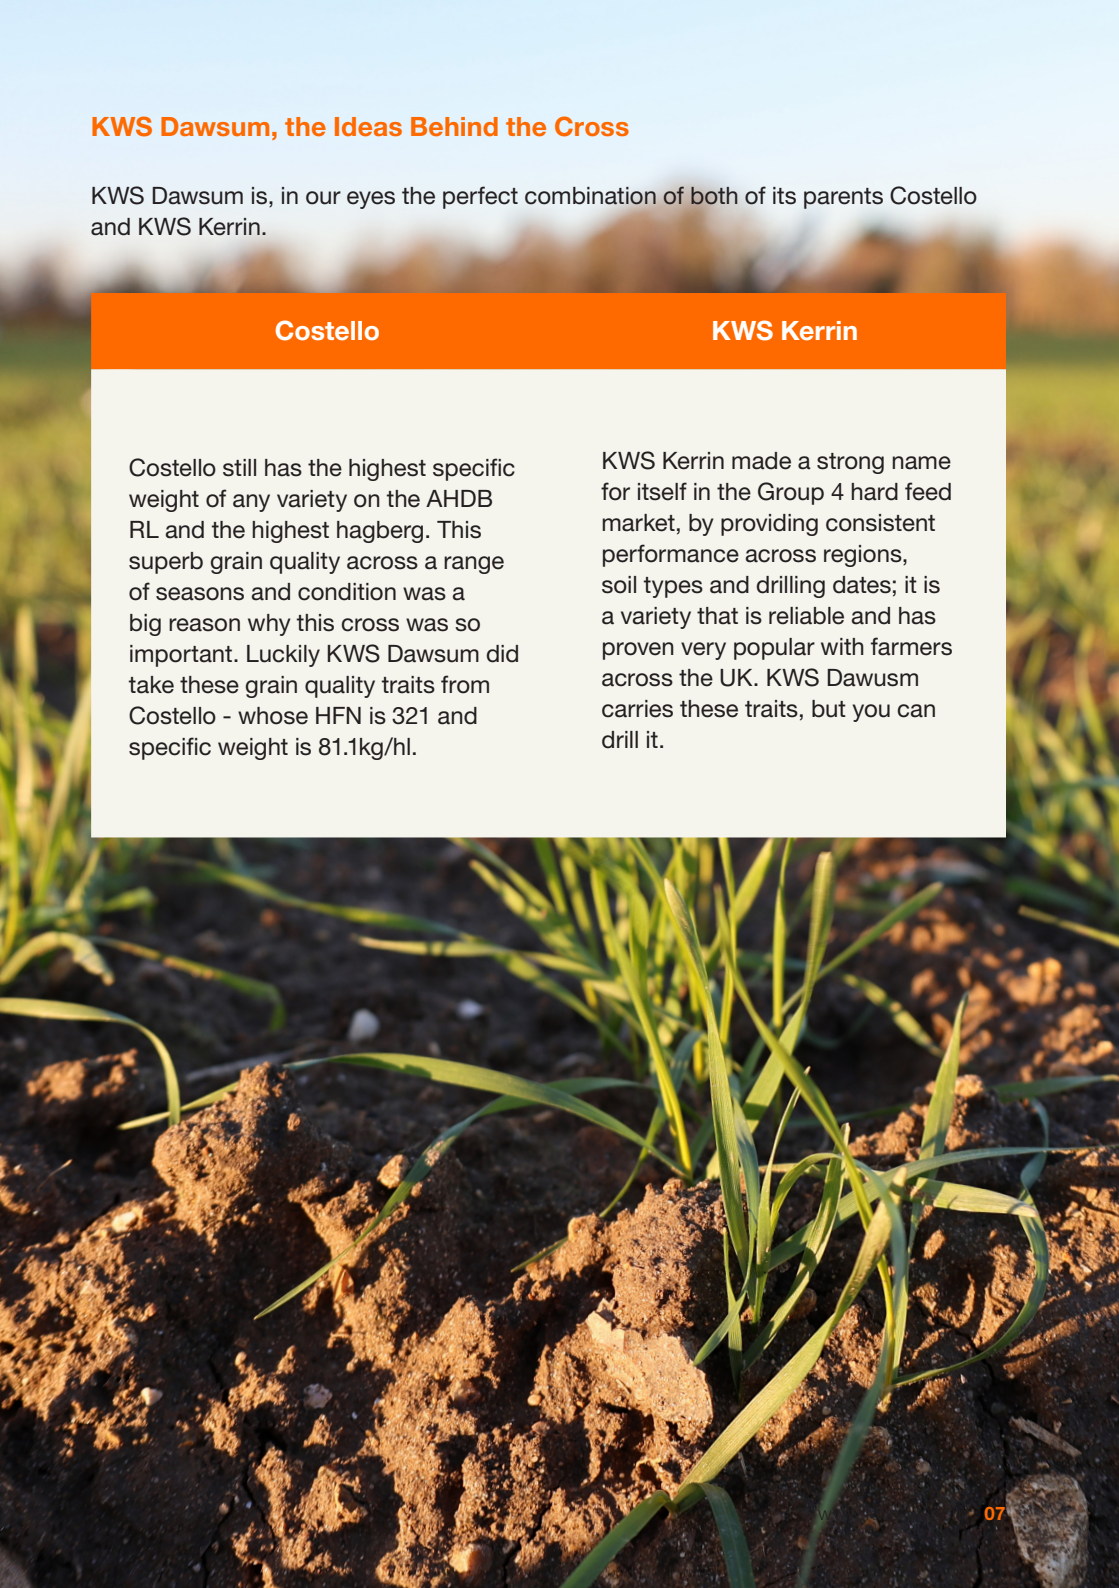 KWS Dawsum, the Ideas Behind the Cross
KWS Dawsum is, in our eyes the perfect combination of both of its parents Costello
and KWS Kerrin.
Costello
KWS Kerrin
Costello still has the highest specific
weight of any variety on the AHDB
RL and the highest hagberg. This
superb grain quality across a range
of seasons and condition was a
big reason why this cross was so
important. Luckily KWS Dawsum did
take these grain quality traits from
Costello - whose HFN is 321 and
specific weight is 81.1kg/hl.
KWS Kerrin made a strong name
for itself in the Group 4 hard feed
market, by providing consistent
performance across regions,
soil types and drilling dates; it is
a variety that is reliable and has
proven very popular with farmers
across the UK. KWS Dawusm
carries these traits, but you can
drill it.
07